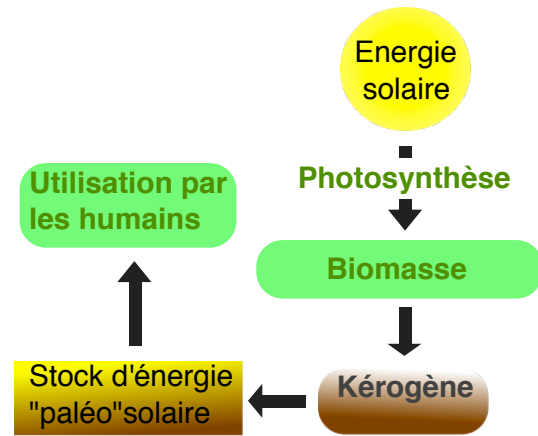 Energie
solaire
Photosynthèse
Biomasse
Kérogène
Stock d'énergie
"paléo"solaire
Utilisation par
les humains